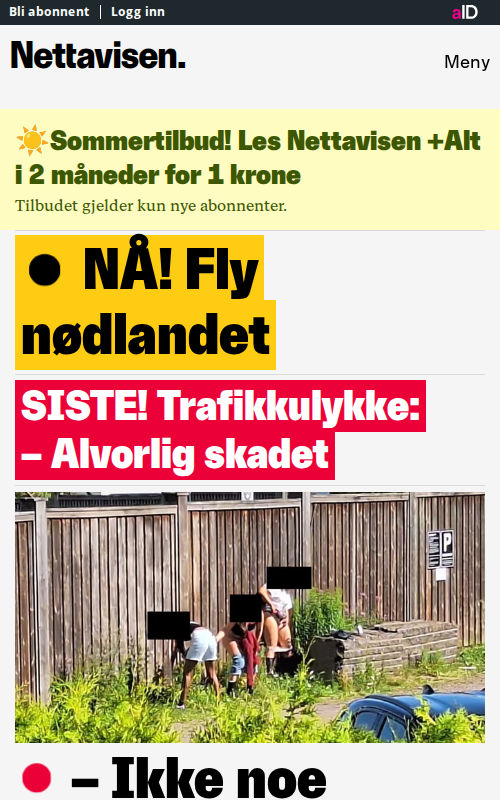 Bli abonnent | Logg inn
aID
Nettavisen.
Meny
☀️Sommertilbud! Les Nettavisen +Alt
i 2 måneder for 1 krone
Tilbudet gjelder kun nye abonnenter.
● NÅ! Fly
nødlandet
SISTE! Trafikkulykke:
– Alvorlig skadet
P
– Ikke noe